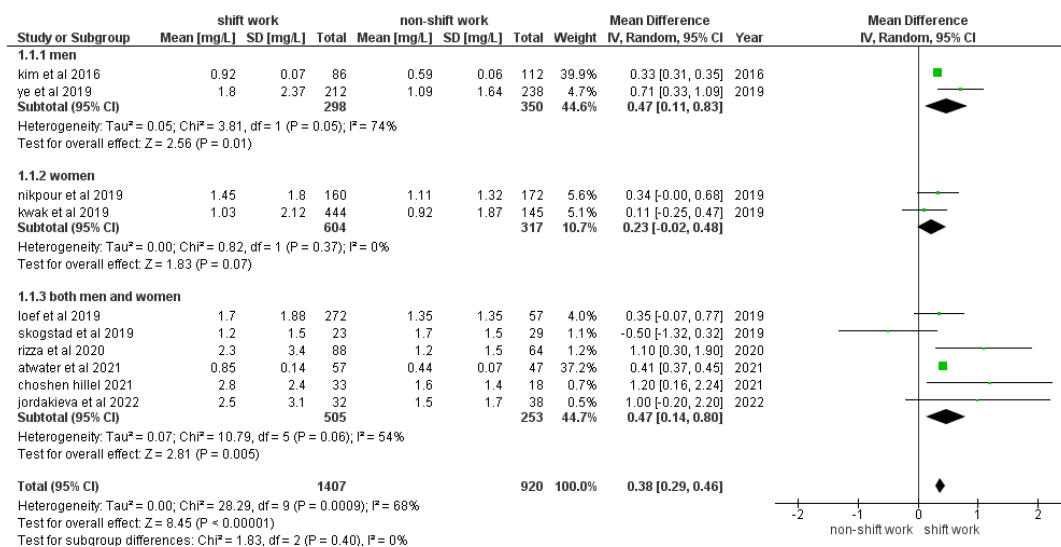 shift work non-shift work Mean Difference Mean Difference
Study or Subgroup Mean [mg/L] SD [mg/L] Total Mean [mg/L] SD [mg/L] Total Weight IV, Random, 95% CI Year IV, Random, 95% CI
1.1.1 men
kim et al 2016 0.92 0.07 86 0.59 0.06 112 39.9% 0.33 [0.31, 0.35] 2016
ye et al 2019 1.8 2.37 212 1.09 1.64 238 4.7% 0.71 [0.33, 1.09] 2019
Subtotal (95% CI) 298 350 44.6% 0.47 [0.11, 0.83]
Heterogeneity: Tau² = 0.05; Chi² = 3.81, df = 1 (P = 0.05); I² = 74%
Test for overall effect: Z = 2.56 (P = 0.01)
1.1.2 women
nikpour et al 2019 1.45 1.8 160 1.11 1.32 172 5.6% 0.34 [-0.00, 0.68] 2019
kwak et al 2019 1.03 2.12 444 0.92 1.87 145 5.1% 0.11 [-0.25, 0.47] 2019
Subtotal (95% CI) 604 317 10.7% 0.23 [-0.02, 0.48]
Heterogeneity: Tau² = 0.00; Chi² = 0.82, df = 1 (P = 0.37); I² = 0%
Test for overall effect: Z = 1.83 (P = 0.07)
1.1.3 both men and women
loef et al 2019 1.7 1.88 272 1.35 1.35 57 4.0% 0.35 [-0.07, 0.77] 2019
skogstad et al 2019 1.2 1.5 23 1.7 1.5 29 1.1% -0.50 [-1.32, 0.32] 2019
rizza et al 2020 2.3 3.4 88 1.2 1.5 64 1.2% 1.10 [0.30, 1.90] 2020
atwater et al 2021 0.85 0.14 57 0.44 0.07 47 37.2% 0.41 [0.37, 0.45] 2021
choshen hillel 2021 2.8 2.4 33 1.6 1.4 18 0.7% 1.20 [0.16, 2.24] 2021
jordakieva et al 2022 2.5 3.1 32 1.5 1.7 38 0.5% 1.00 [-0.20, 2.20] 2022
Subtotal (95% CI) 505 253 44.7% 0.47 [0.14, 0.80]
Heterogeneity: Tau² = 0.07; Chi² = 10.79, df = 5 (P = 0.06); I² = 54%
Test for overall effect: Z = 2.81 (P = 0.005)
Total (95% CI) 1407 920 100.0% 0.38 [0.29, 0.46]
Heterogeneity: Tau² = 0.00; Chi² = 28.29, df = 9 (P = 0.0009); I² = 68%
Test for overall effect: Z = 8.45 (P < 0.00001)
Test for subgroup differences: Chi² = 1.83, df = 2 (P = 0.40), I² = 0%
-2 -1 0 1 2
non-shift work shift work